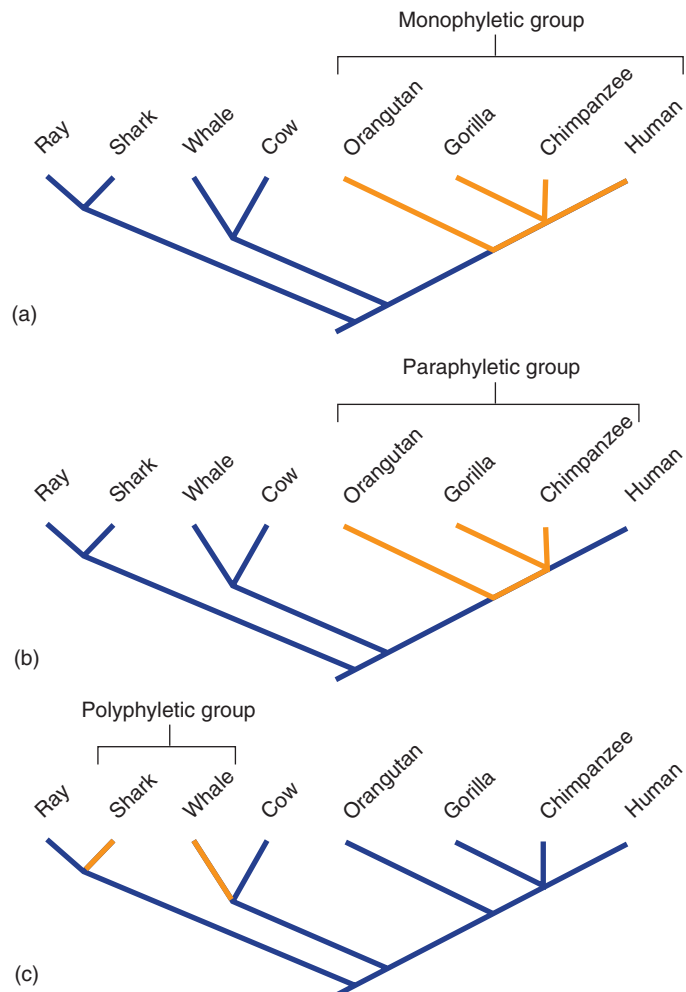 Monophyletic group
Ray
Shark
Whale
Cow
Orangutan
Gorilla
Chimpanzee
Human
(a)
Paraphyletic group
Ray
Shark
Whale
Cow
Orangutan
Gorilla
Chimpanzee
Human
(b)
Polyphyletic group
Ray
Shark
Whale
Cow
Orangutan
Gorilla
Chimpanzee
Human
(c)